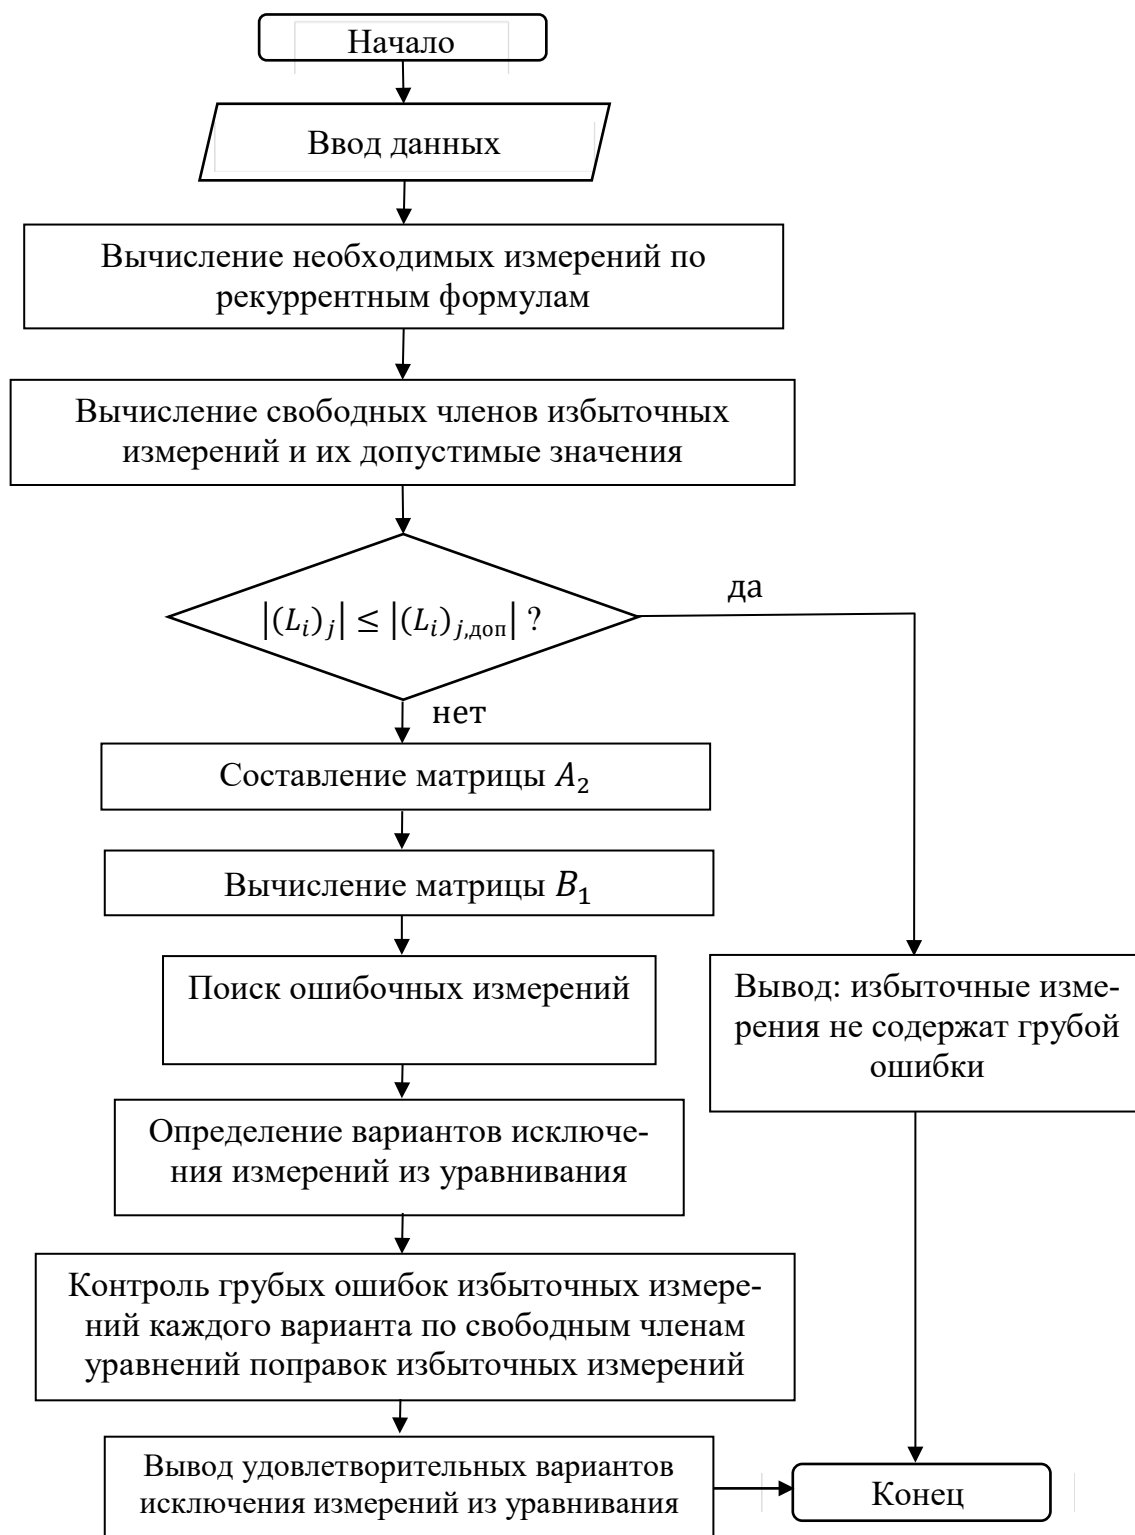 Начало
Ввод данных
Вычисление необходимых измерений по
рекуррентным формулам
Вычисление свободных членов избыточных
измерений и их допустимые значения
да
|(L_i)_j| ≤ |(L_i)_{j,доп}| ?
нет
Составление матрицы A₂
Вычисление матрицы B₁
Поиск ошибочных измерений
Вывод: избыточные изме-
рения не содержат грубой
ошибки
Определение вариантов исключе-
ния измерений из уравнивания
Контроль грубых ошибок избыточных измере-
ний каждого варианта по свободным членам
уравнений поправок избыточных измерений
Вывод удовлетворительных вариантов
исключения измерений из уравнивания
Конец